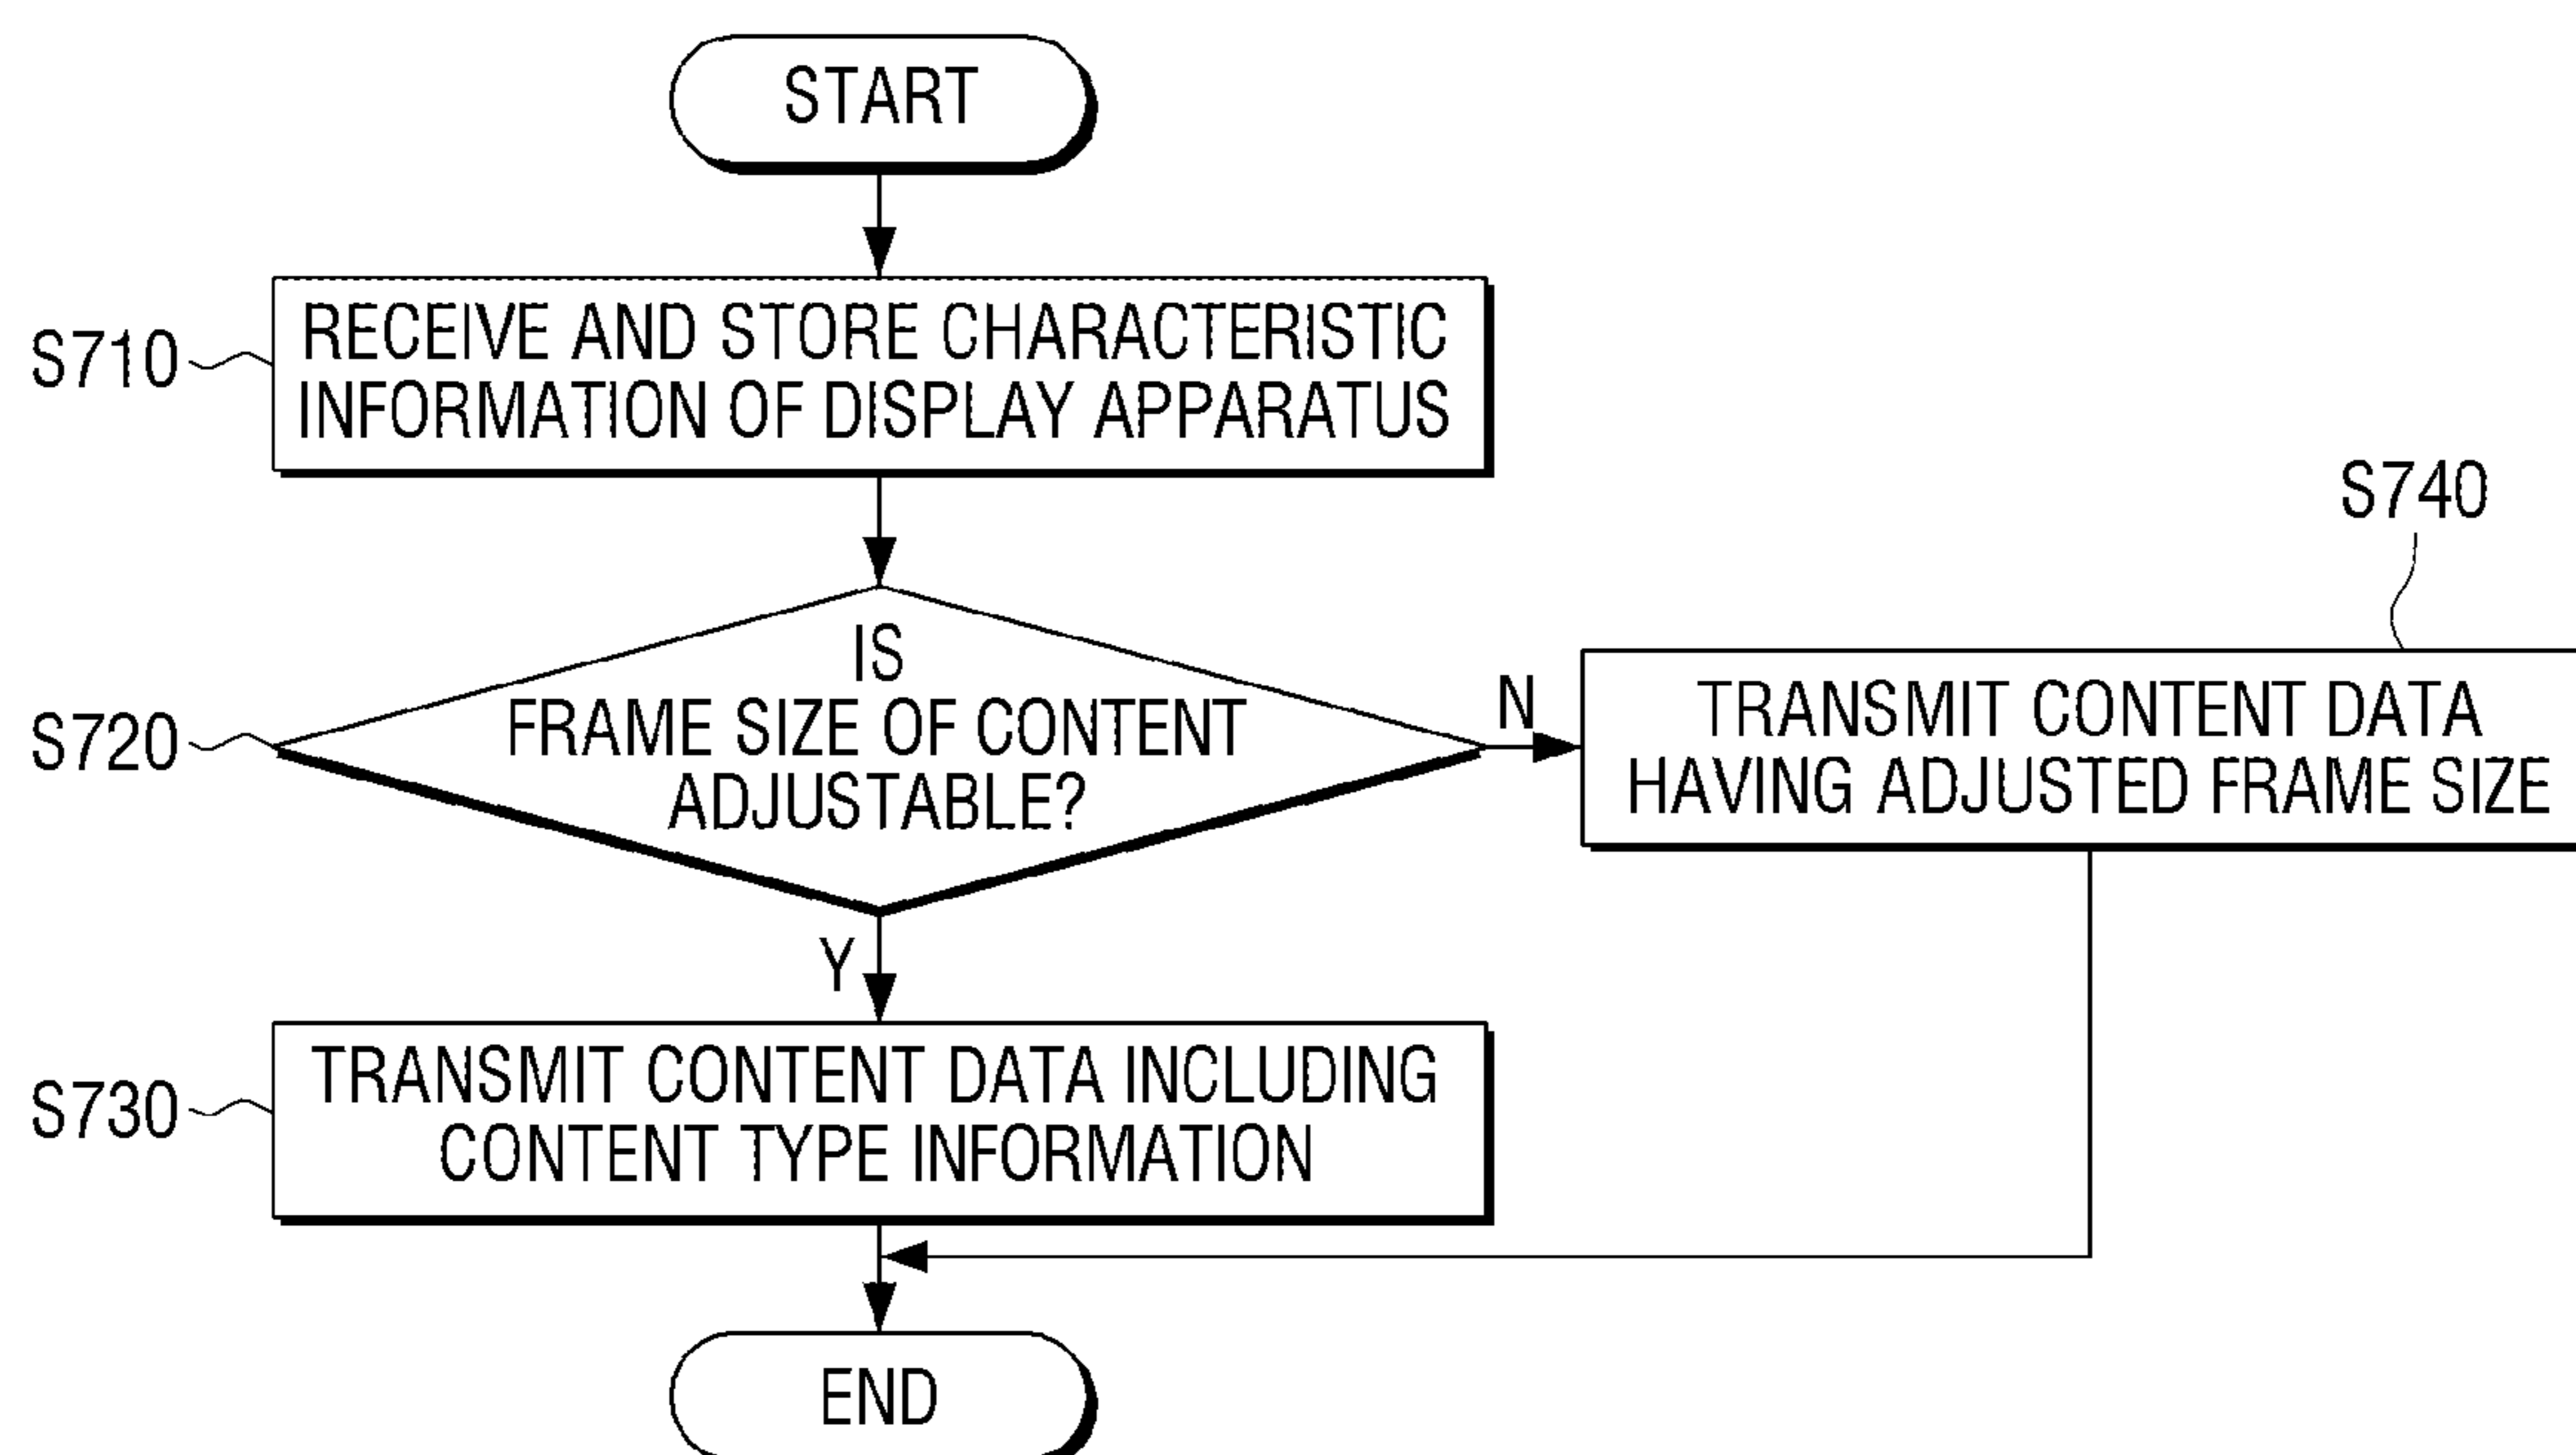 START
S710
RECEIVE AND STORE CHARACTERISTIC
INFORMATION OF DISPLAY APPARATUS
S720
IS
FRAME SIZE OF CONTENT
ADJUSTABLE?
N
S740
TRANSMIT CONTENT DATA
HAVING ADJUSTED FRAME SIZE
Y
S730
TRANSMIT CONTENT DATA INCLUDING
CONTENT TYPE INFORMATION
END